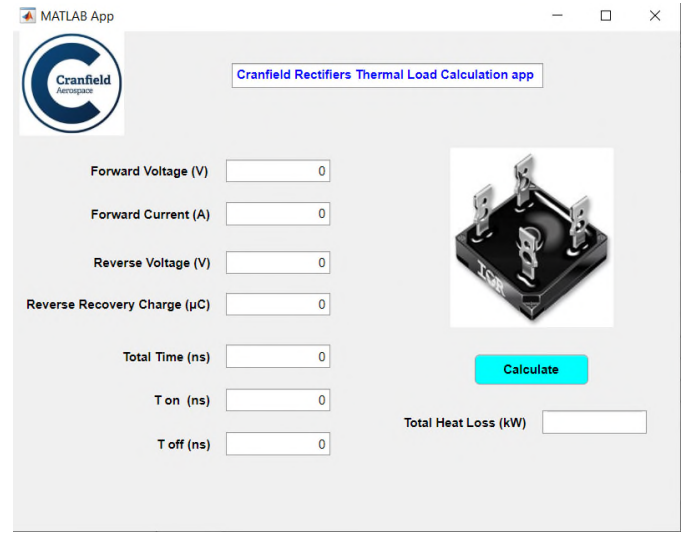 MATLAB App
Cranfield
Aerospace
Cranfield Rectifiers Thermal Load Calculation app
Forward Voltage (V) 0
Forward Current (A) 0
Reverse Voltage (V) 0
Reverse Recovery Charge (µC) 0
Total Time (ns) 0
T on (ns) 0
T off (ns) 0
IGR
Calculate
Total Heat Loss (kW)